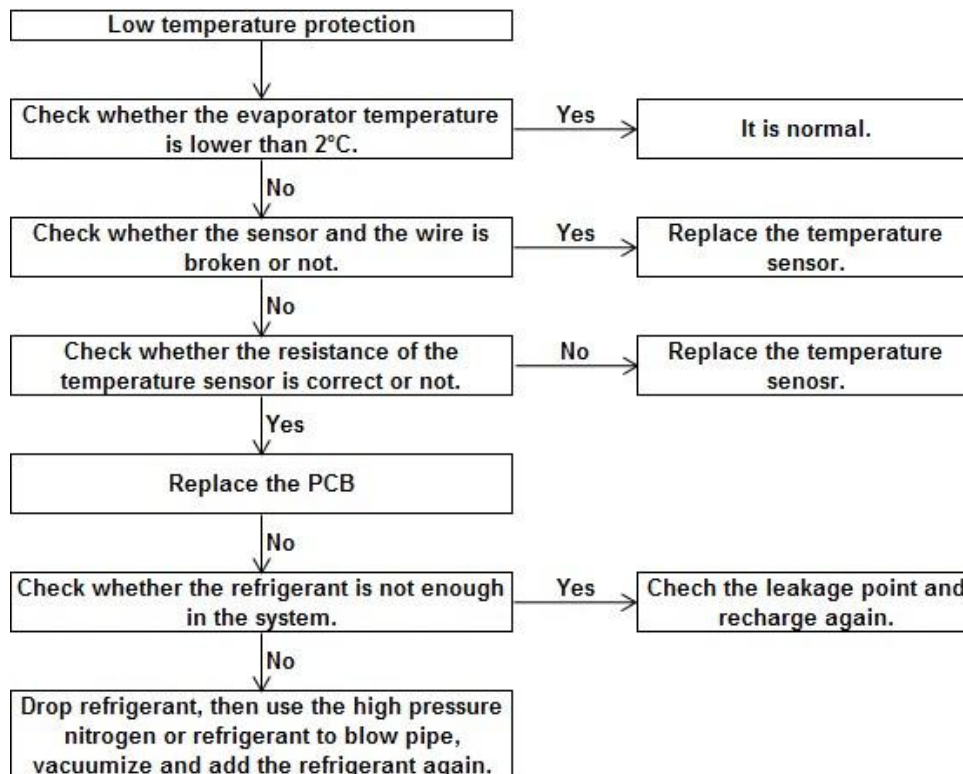 Low temperature protection
Check whether the evaporator temperature
is lower than 2°C.
Yes
It is normal.
No
Check whether the sensor and the wire is
broken or not.
Yes
Replace the temperature
sensor.
No
Check whether the resistance of the
temperature sensor is correct or not.
No
Replace the temperature
senosr.
Yes
Replace the PCB
No
Check whether the refrigerant is not enough
in the system.
Yes
Chech the leakage point and
recharge again.
No
Drop refrigerant, then use the high pressure
nitrogen or refrigerant to blow pipe,
vacuumize and add the refrigerant again.